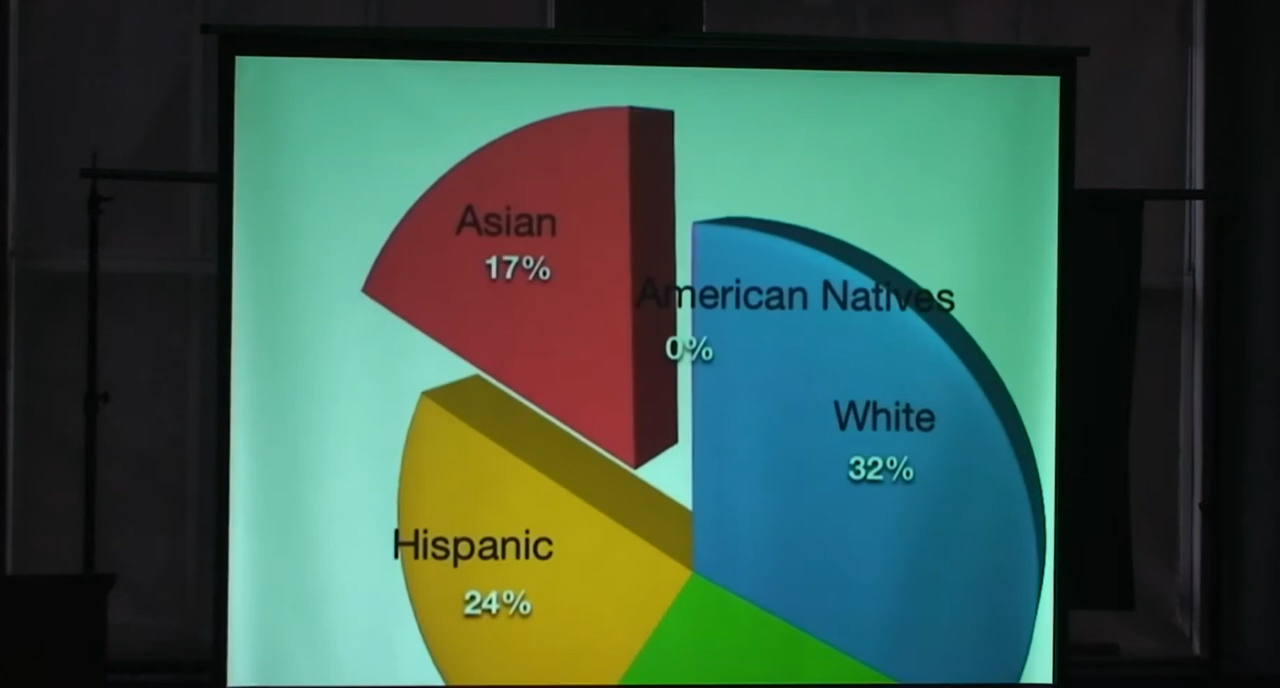 Asian
17%
American Natives
0%
White
32%
Hispanic
24%